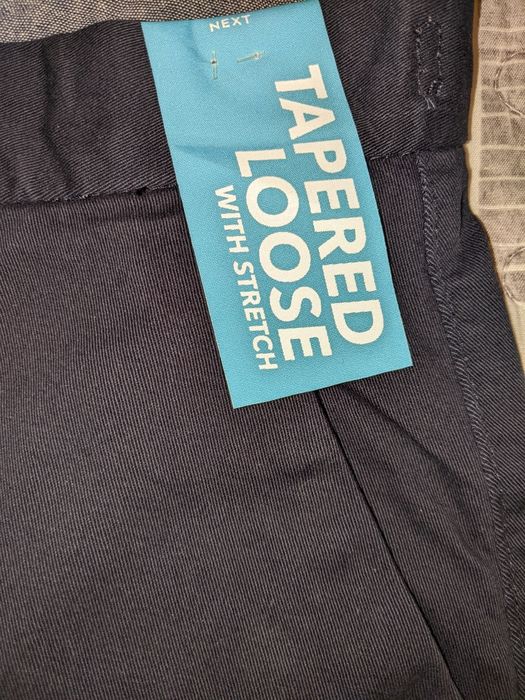 NEXT
TAPERED
LOOSE
WITH STRETCH